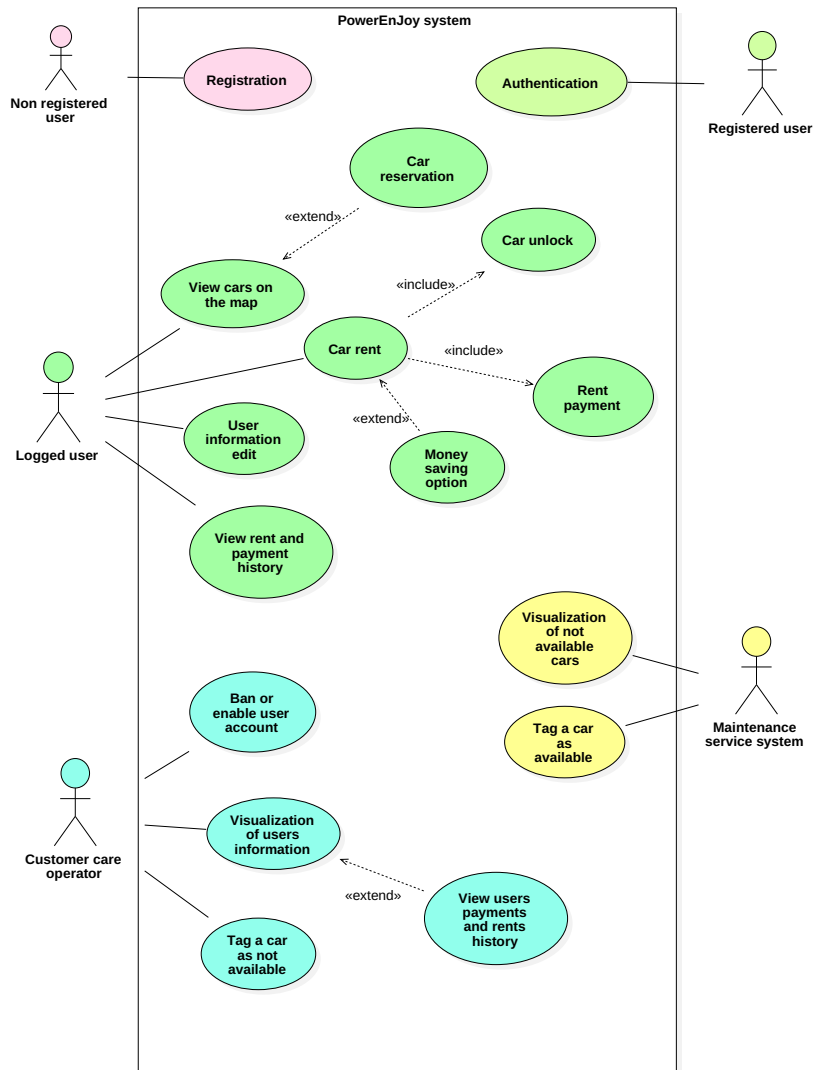 PowerEnJoy system
Non registered
user
Registration
Authentication
Registered user
Car
reservation
«extend»
Car unlock
View cars on
the map
«include»
Car rent
«include»
Rent
payment
«extend»
Logged user
User
information
edit
Money
saving
option
View rent and
payment
history
Visualization
of not
available
cars
Ban or
enable user
account
Tag a car
as
available
Maintenance
service system
Customer care
operator
Visualization
of users
information
«extend»
View users
payments
and rents
history
Tag a car
as not
available